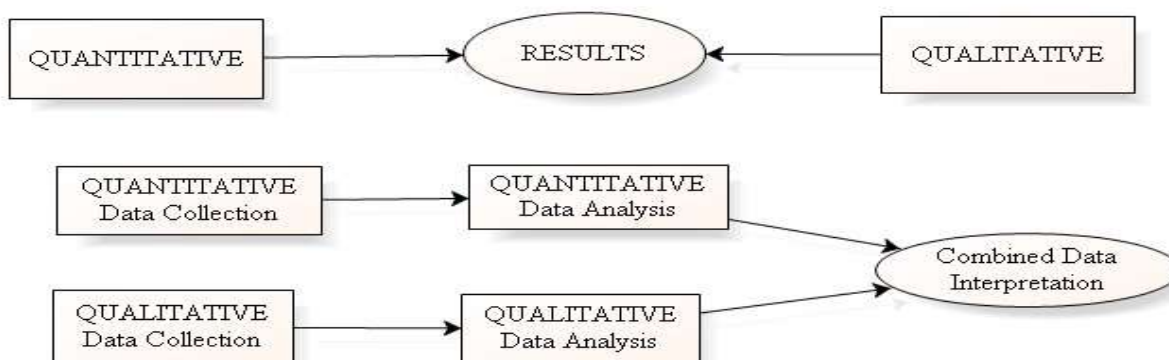 QUANTITATIVE
RESULTS
QUALITATIVE
QUANTITATIVE
Data Collection
QUANTITATIVE
Data Analysis
Combined Data
Interpretation
QUALITATIVE
Data Collection
QUALITATIVE
Data Analysis